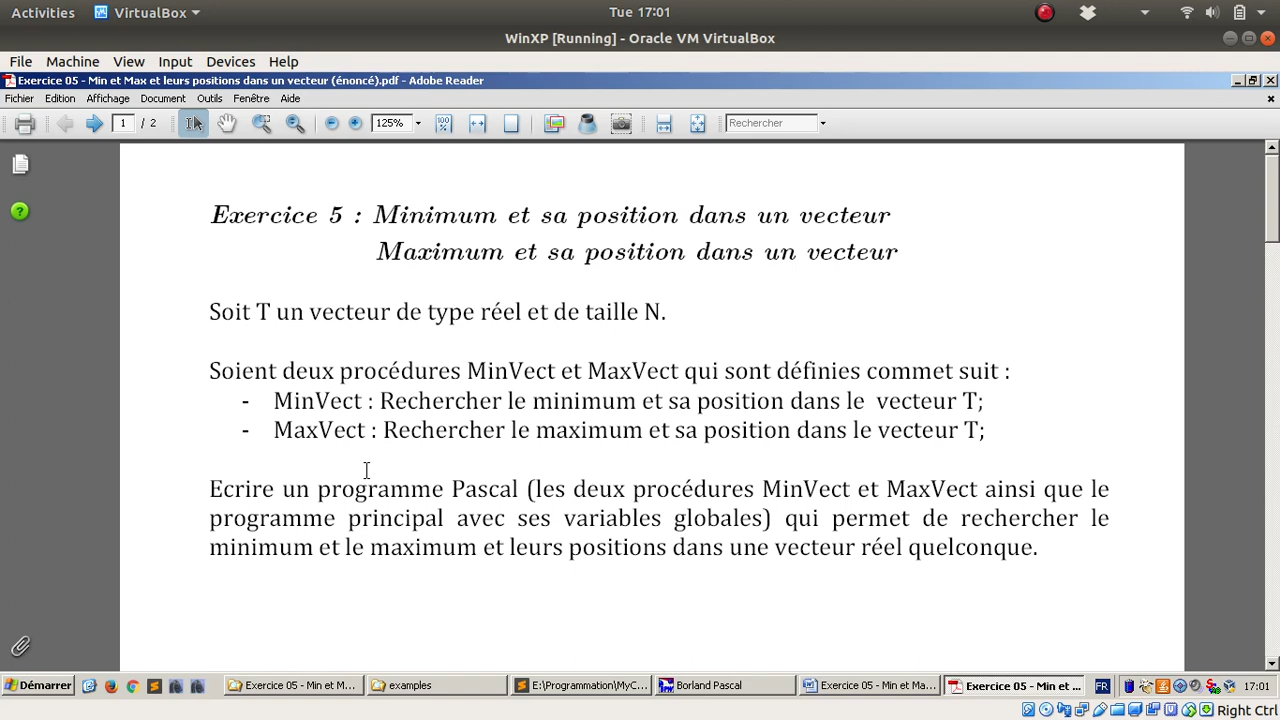 Activities VirtualBox Tue 17:01
WinXP [Running] - Oracle VM VirtualBox
File Machine View Input Devices Help
Exercice 05 - Min et Max et leurs positions dans un vecteur (énoncé).pdf - Adobe Reader
Fichier Edition Affichage Document Outils Fenêtre Aide
1 / 2 125% Rechercher
Exercice 5 : Minimum et sa position dans un vecteur
Maximum et sa position dans un vecteur
Soit T un vecteur de type réel et de taille N.
Soient deux procédures MinVect et MaxVect qui sont définies commet suit :
- MinVect : Rechercher le minimum et sa position dans le vecteur T;
- MaxVect : Rechercher le maximum et sa position dans le vecteur T;
Ecrire un programme Pascal (les deux procédures MinVect et MaxVect ainsi que le
programme principal avec ses variables globales) qui permet de rechercher le
minimum et le maximum et leurs positions dans une vecteur réel quelconque.
Démarrer Exercice 05 - Min et M... examples E:\Programation\MyC... Borland Pascal Exercice 05 - Min et Ma... Exercice 05 - Min et ... FR 17:01
Right Ctrl